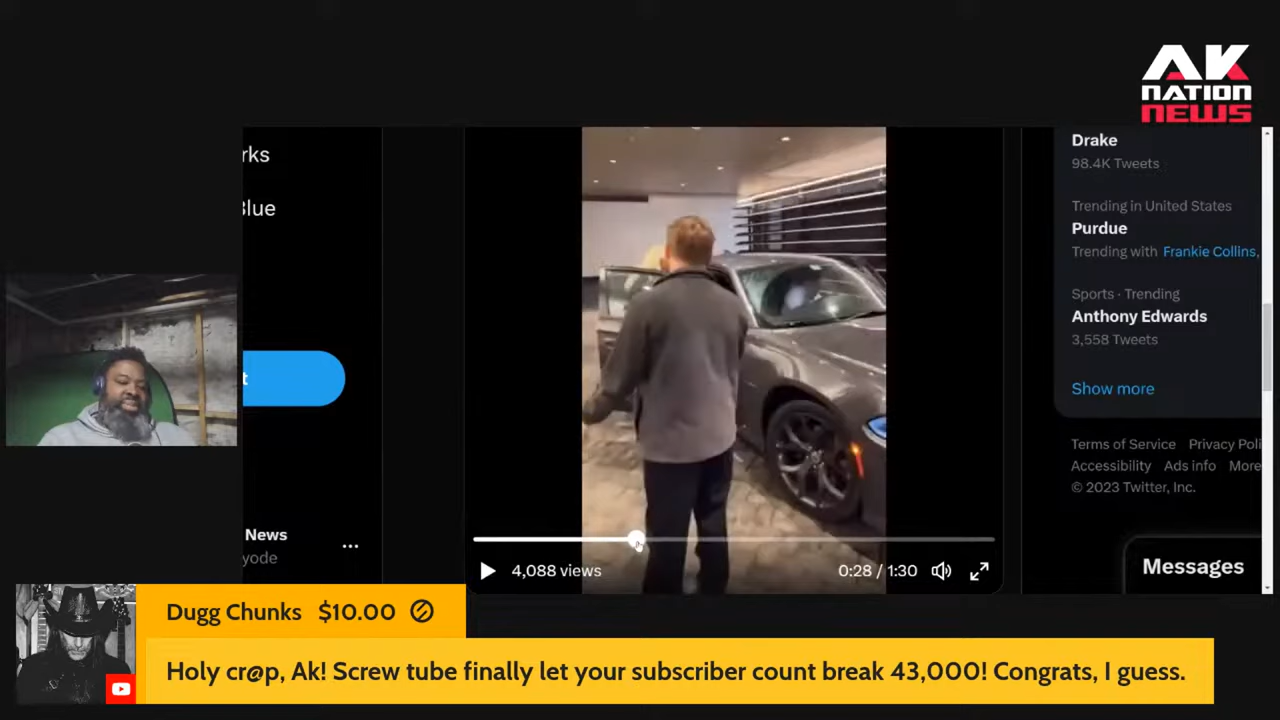 AK
NATION
NEWS
rks
Blue
t
News
yode
...
4,088 views
0:28 / 1:30
Drake
98.4K Tweets
Trending in United States
Purdue
Trending with Frankie Collins,
Sports · Trending
Anthony Edwards
3,558 Tweets
Show more
Terms of Service Privacy Poli
Accessibility Ads info More
© 2023 Twitter, Inc.
Messages
Dugg Chunks $10.00
Holy cr@p, Ak! Screw tube finally let your subscriber count break 43,000! Congrats, I guess.